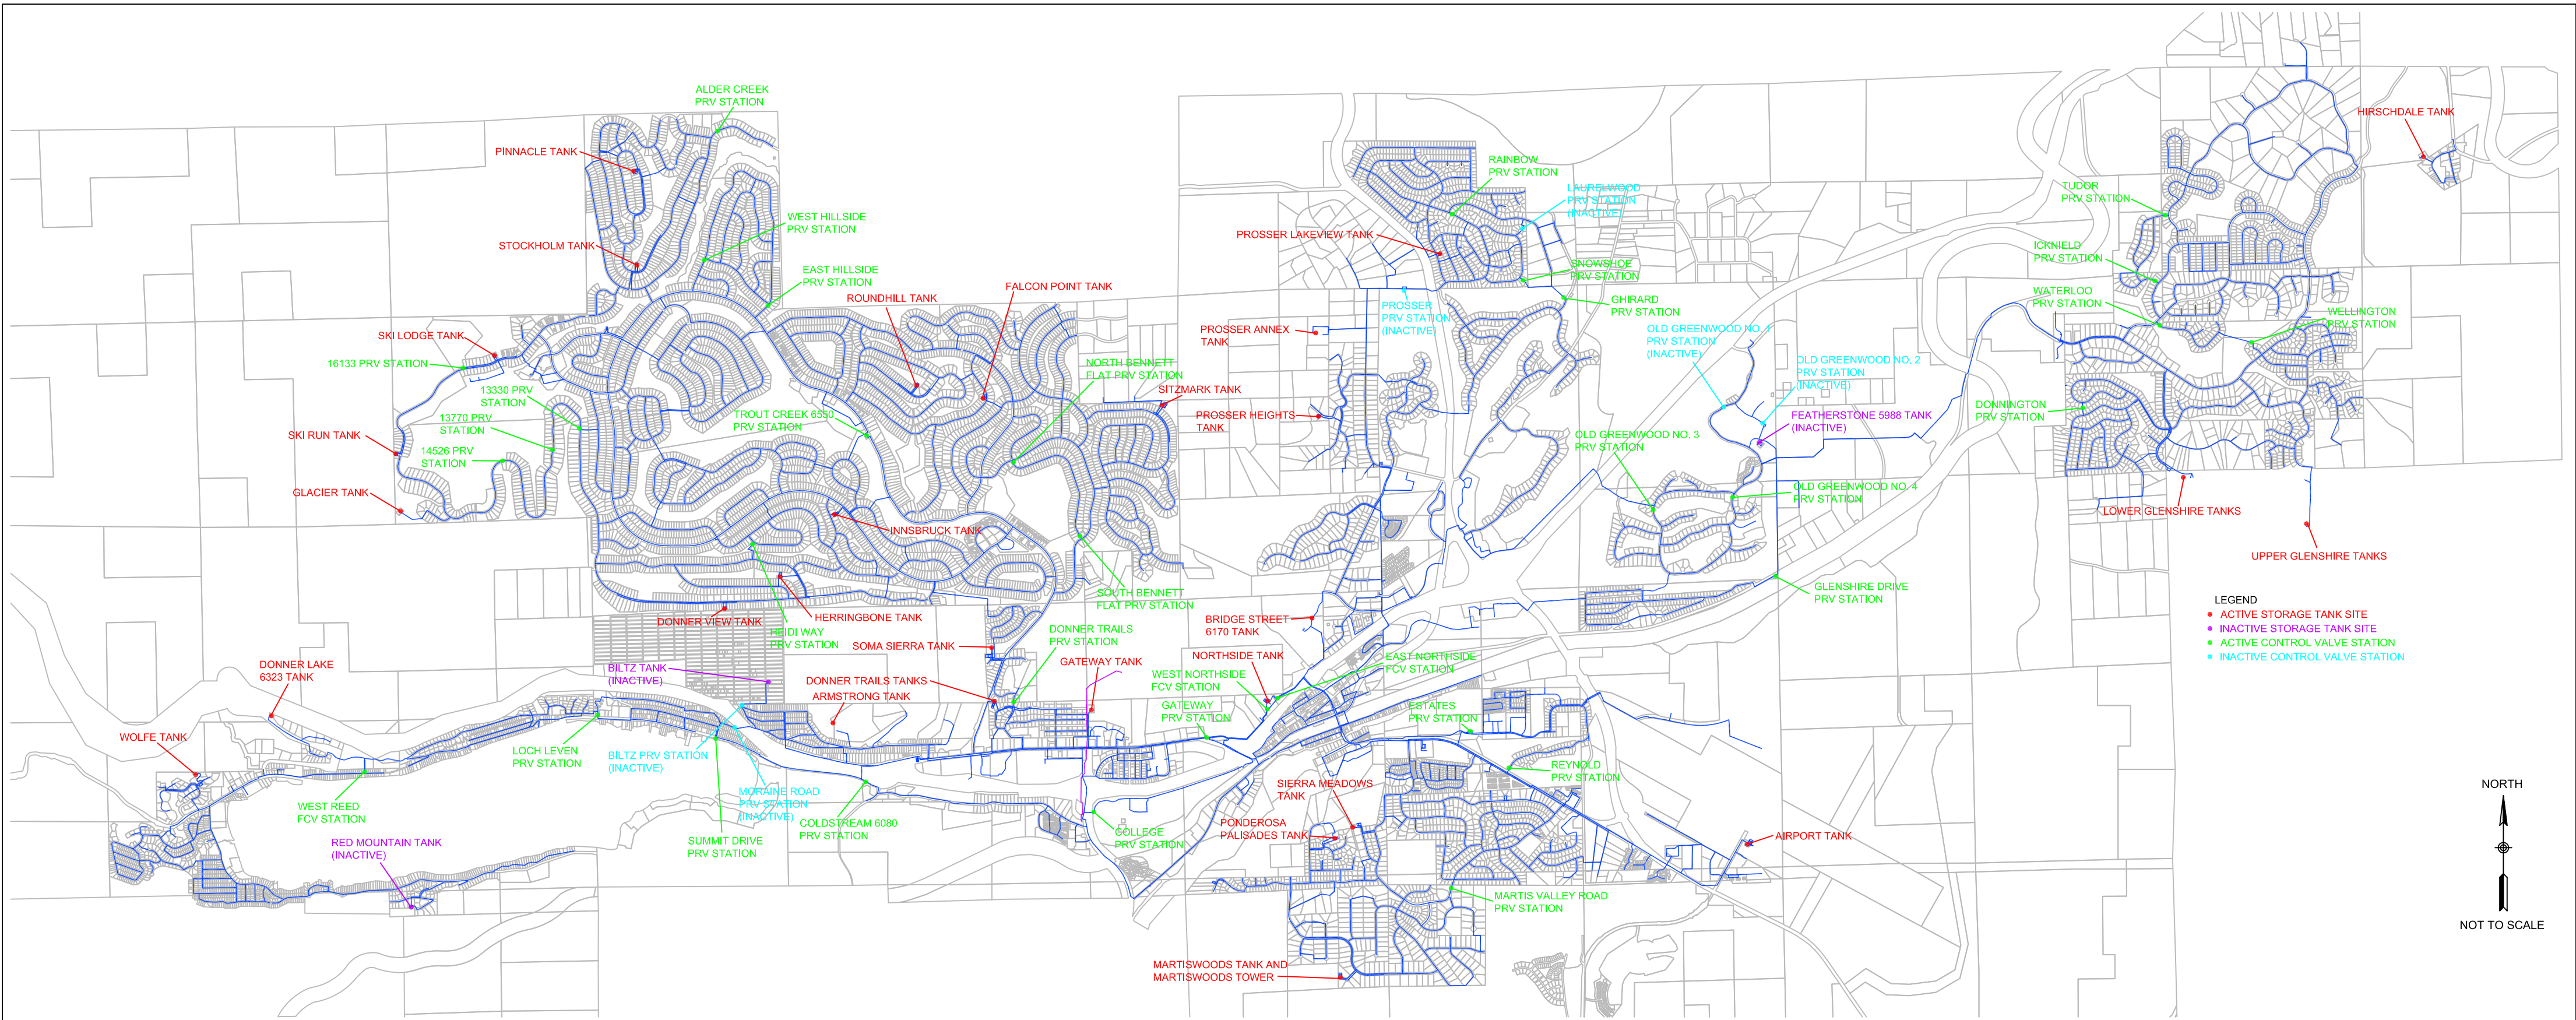 ALDER CREEK
PRV STATION
PINNACLE TANK
WEST HILLSIDE
PRV STATION
STOCKHOLM TANK
EAST HILLSIDE
PRV STATION
ROUNDHILL TANK
FALCON POINT TANK
SKI LODGE TANK
16133 PRV STATION
13330 PRV
STATION
13770 PRV
STATION
14526 PRV
STATION
SKI RUN TANK
GLACIER TANK
TROUT CREEK 6550
PRV STATION
NORTH BENNETT
FLAT PRV STATION
SITZMARK TANK
INNSBRUCK TANK
SOUTH BENNETT
FLAT PRV STATION
HERRINGBONE TANK
DONNER VIEW TANK
HEIDI WAY
PRV STATION
SOMA SIERRA TANK
DONNER TRAILS
PRV STATION
GATEWAY TANK
BILTZ TANK
(INACTIVE)
DONNER TRAILS TANKS
ARMSTRONG TANK
DONNER LAKE
6323 TANK
WOLFE TANK
WEST REED
FCV STATION
RED MOUNTAIN TANK
(INACTIVE)
LOCH LEVEN
PRV STATION
BILTZ PRV STATION
(INACTIVE)
MORAINE ROAD
PRV STATION
(INACTIVE)
SUMMIT DRIVE
PRV STATION
COLDSTREAM 6080
PRV STATION
COLLEGE
PRV STATION
RAINBOW
PRV STATION
LAURELWOOD
PRV STATION
(INACTIVE)
PROSSER LAKEVIEW TANK
SNOWSHOE
PRV STATION
GHIRARD
PRV STATION
PROSSER
PRV STATION
(INACTIVE)
PROSSER ANNEX
TANK
PROSSER HEIGHTS
TANK
OLD GREENWOOD NO. 1
PRV STATION
(INACTIVE)
OLD GREENWOOD NO. 2
PRV STATION
(INACTIVE)
FEATHERSTONE 5988 TANK
(INACTIVE)
OLD GREENWOOD NO. 3
PRV STATION
OLD GREENWOOD NO. 4
PRV STATION
GLENSHIRE DRIVE
PRV STATION
BRIDGE STREET
6170 TANK
NORTHSIDE TANK
EAST NORTHSIDE
FCV STATION
WEST NORTHSIDE
FCV STATION
GATEWAY
PRV STATION
ESTATES
PRV STATION
REYNOLD
PRV STATION
SIERRA MEADOWS
TANK
PONDEROSA
PALISADES TANK
AIRPORT TANK
MARTIS VALLEY ROAD
PRV STATION
MARTISWOODS TANK AND
MARTISWOODS TOWER
HIRSCHDALE TANK
TUDOR
PRV STATION
ICKNIELD
PRV STATION
WATERLOO
PRV STATION
WELLINGTON
PRV STATION
DONNINGTON
PRV STATION
LOWER GLENSHIRE TANKS
UPPER GLENSHIRE TANKS
LEGEND
ACTIVE STORAGE TANK SITE
INACTIVE STORAGE TANK SITE
ACTIVE CONTROL VALVE STATION
INACTIVE CONTROL VALVE STATION
NORTH
NOT TO SCALE